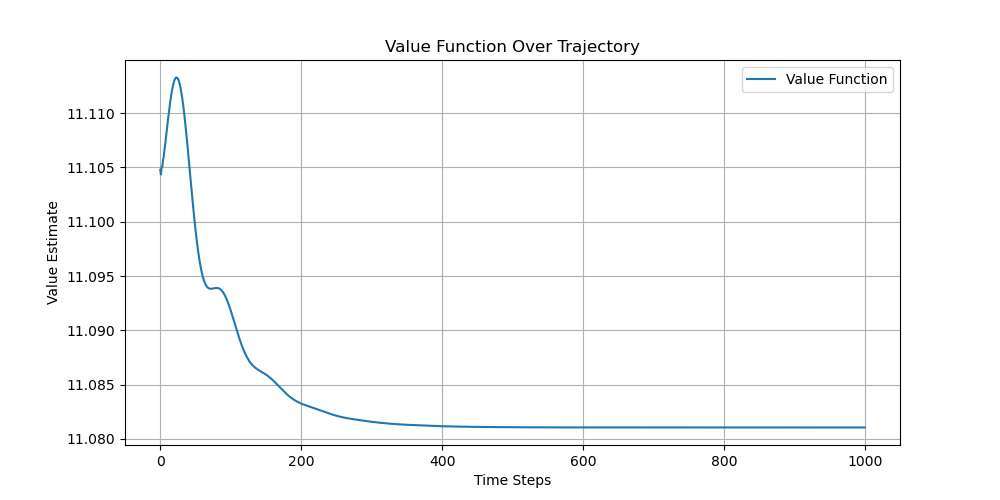 Value Function Over Trajectory
Value Function
11.110
11.105
11.100
11.095
11.090
11.085
11.080
Value Estimate
0 200 400 600 800 1000
Time Steps